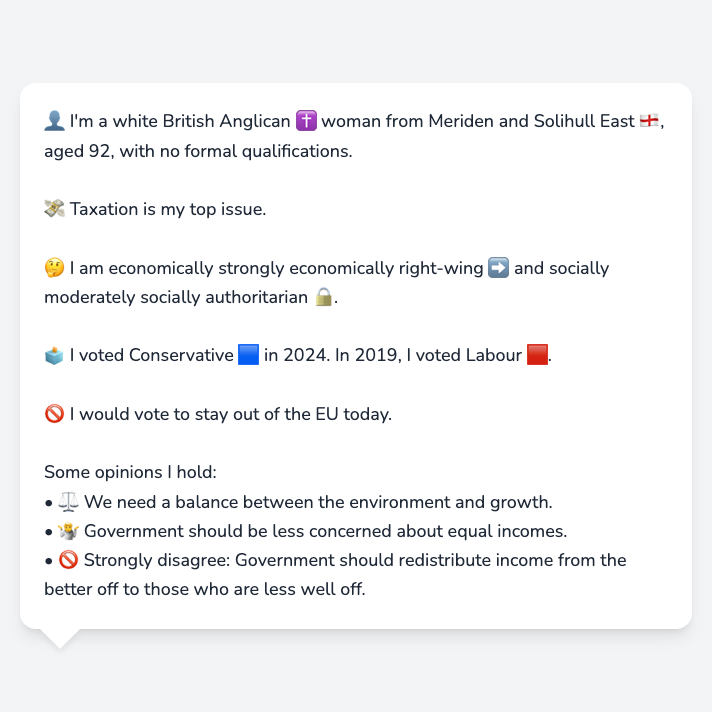 👤 I'm a white British Anglican ✝️ woman from Meriden and Solihull East 🏴󠁧󠁢󠁥󠁮󠁧󠁿,
aged 92, with no formal qualifications.
💸 Taxation is my top issue.
🤔 I am economically strongly economically right-wing ➡️ and socially
moderately socially authoritarian 🔒.
🗳️ I voted Conservative 🟦 in 2024. In 2019, I voted Labour 🟥.
🚫 I would vote to stay out of the EU today.
Some opinions I hold:
• ⚖️ We need a balance between the environment and growth.
• 🤷 Government should be less concerned about equal incomes.
• 🚫 Strongly disagree: Government should redistribute income from the
better off to those who are less well off.